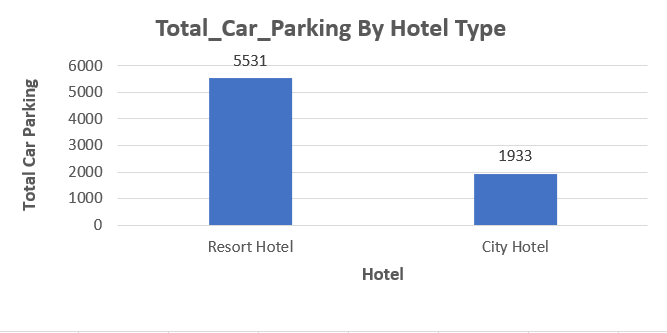 Total_Car_Parking By Hotel Type
Total Car Parking
6000
5000
4000
3000
2000
1000
0
5531
1933
Resort Hotel
City Hotel
Hotel